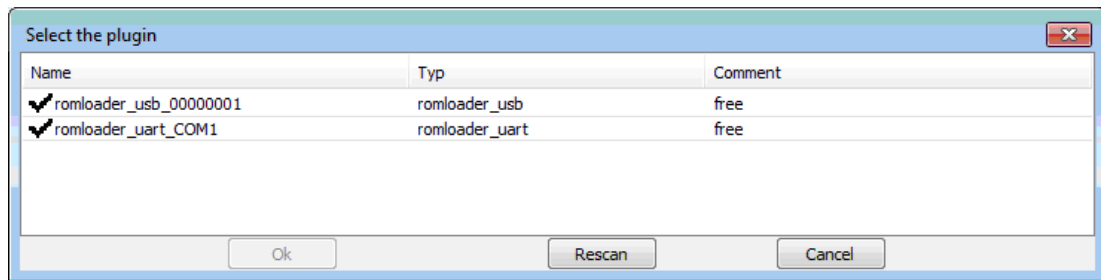 Select the plugin
Name Typ Comment
romloader_usb_00000001 romloader_usb free
romloader_uart_COM1 romloader_uart free
Ok Rescan Cancel